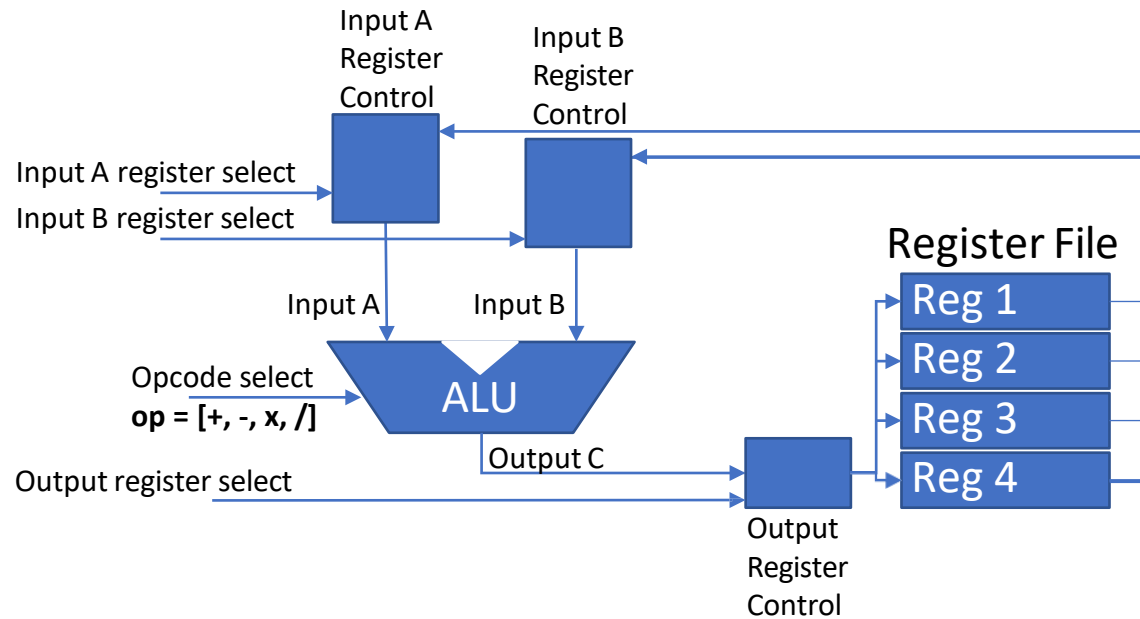 Input A
Register
Control
Input B
Register
Control
Input A register select
Input B register select
Register File
Input A
Input B
Reg 1
Reg 2
Reg 3
Reg 4
Opcode select
op = [+, -, x, /]
ALU
Output C
Output register select
Output
Register
Control